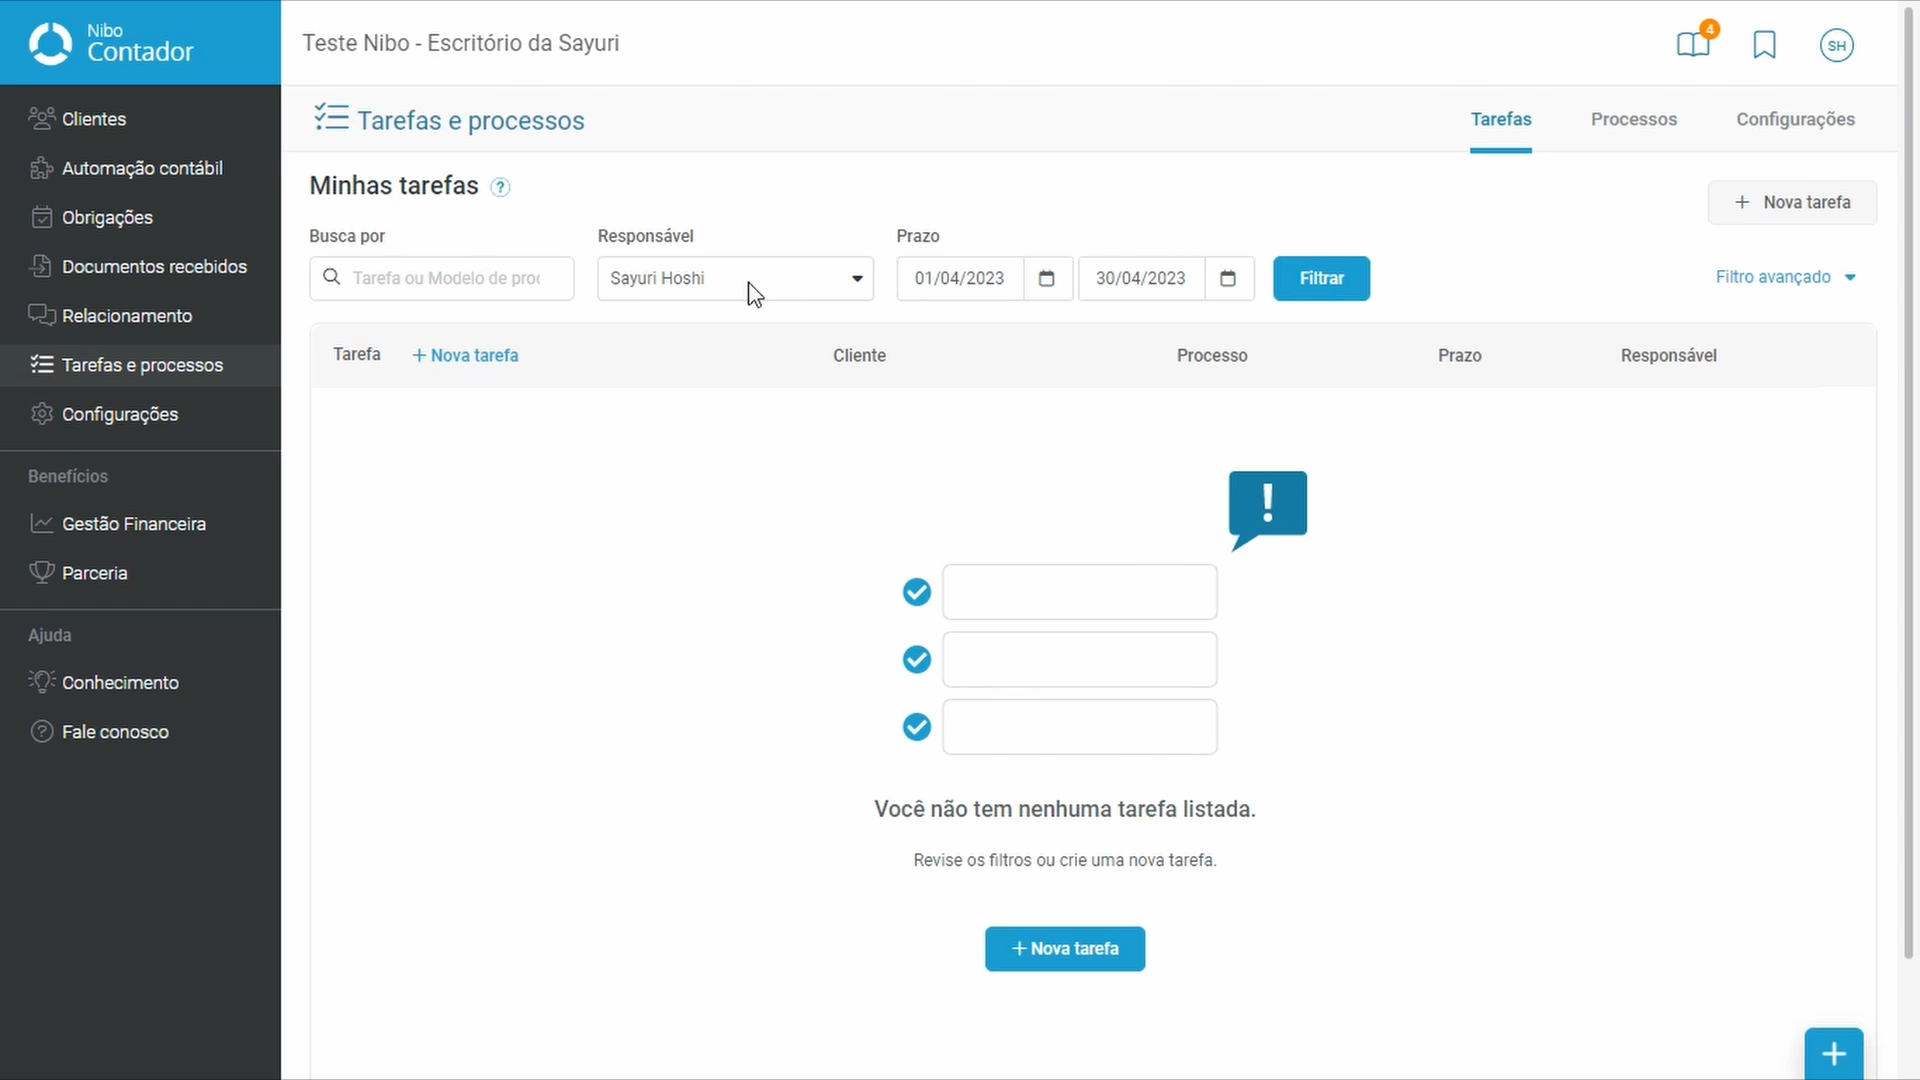 Nibo
Contador
Teste Nibo - Escritório da Sayuri
4
SH
Clientes
Automação contábil
Obrigações
Documentos recebidos
Relacionamento
Tarefas e processos
Configurações
Benefícios
Gestão Financeira
Parceria
Ajuda
Conhecimento
Fale conosco
Tarefas e processos
Tarefas Processos Configurações
Minhas tarefas ?
+ Nova tarefa
Busca por Responsável Prazo
Tarefa ou Modelo de proc Sayuri Hoshi 01/04/2023 30/04/2023 Filtrar Filtro avançado
Tarefa + Nova tarefa Cliente Processo Prazo Responsável
!
Você não tem nenhuma tarefa listada.
Revise os filtros ou crie uma nova tarefa.
+ Nova tarefa
+